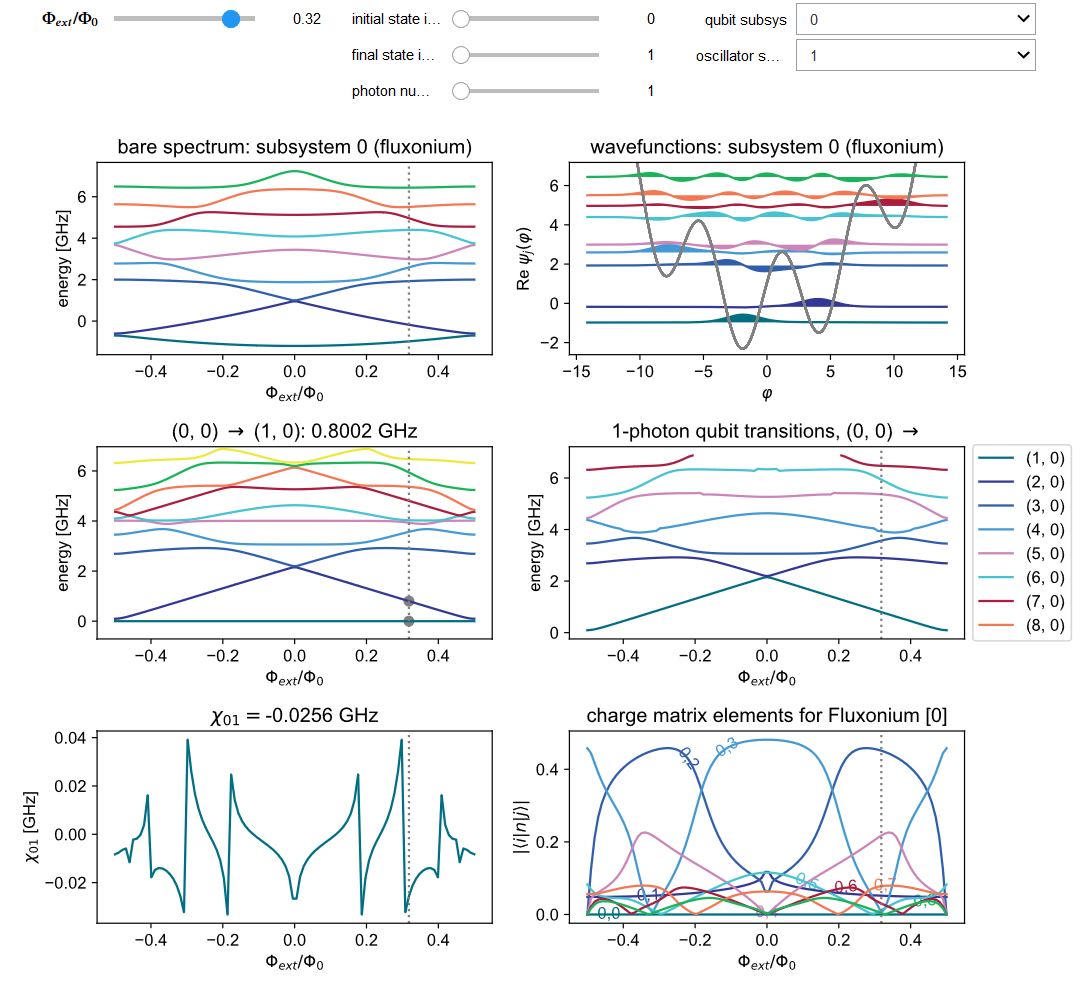 Φext/Φ0 0.32 initial state i... 0 qubit subsys 0
final state i... 1 oscillator s... 1
photon nu... 1
bare spectrum: subsystem 0 (fluxonium)
energy [GHz]
6
4
2
0
−0.4 −0.2 0.0 0.2 0.4
Φext/Φ0
wavefunctions: subsystem 0 (fluxonium)
Re ψj(φ)
6
4
2
0
−2
−15 −10 −5 0 5 10 15
φ
(0, 0) → (1, 0): 0.8002 GHz
energy [GHz]
6
4
2
0
−0.4 −0.2 0.0 0.2 0.4
Φext/Φ0
1-photon qubit transitions, (0, 0) →
energy [GHz]
6
4
2
0
−0.4 −0.2 0.0 0.2 0.4
Φext/Φ0
(1, 0)
(2, 0)
(3, 0)
(4, 0)
(5, 0)
(6, 0)
(7, 0)
(8, 0)
χ01 = -0.0256 GHz
χ01 [GHz]
0.04
0.02
0.00
−0.02
−0.4 −0.2 0.0 0.2 0.4
Φext/Φ0
charge matrix elements for Fluxonium [0]
|⟨i|n|j⟩|
0.4
0.2
0.0
0,2
0,3
0,6
0,1
0,0
−0.4 −0.2 0.0 0.2 0.4
Φext/Φ0